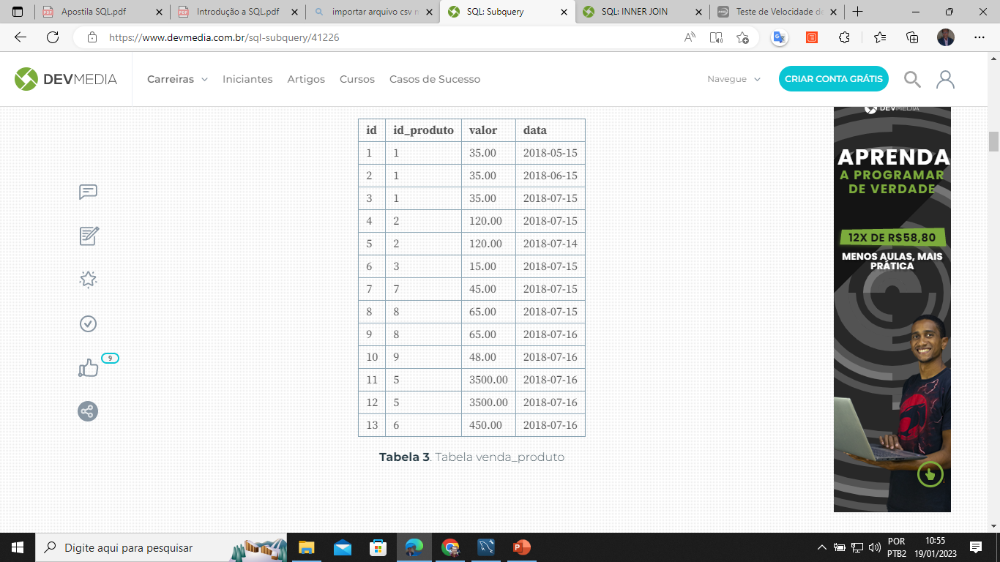 Apostila SQL.pdf
Introdução a SQL.pdf
importar arquivo csv n
SQL: Subquery
SQL: INNER JOIN
Teste de Velocidade de
https://www.devmedia.com.br/sql-subquery/41226
DEVMEDIA
Carreiras
Iniciantes
Artigos
Cursos
Casos de Sucesso
Navegue
CRIAR CONTA GRÁTIS
id id_produto valor data
1 1 35.00 2018-05-15
2 1 35.00 2018-06-15
3 1 35.00 2018-07-15
4 2 120.00 2018-07-15
5 2 120.00 2018-07-14
6 3 15.00 2018-07-15
7 7 45.00 2018-07-15
8 8 65.00 2018-07-15
9 8 65.00 2018-07-16
10 9 48.00 2018-07-16
11 5 3500.00 2018-07-16
12 5 3500.00 2018-07-16
13 6 450.00 2018-07-16
Tabela 3. Tabela venda_produto
9
DEVMEDIA
APRENDA
A PROGRAMAR
DE VERDADE
12X DE R$58,80
MENOS AULAS, MAIS
PRÁTICA
Digite aqui para pesquisar
POR
PTB2
10:55
19/01/2023